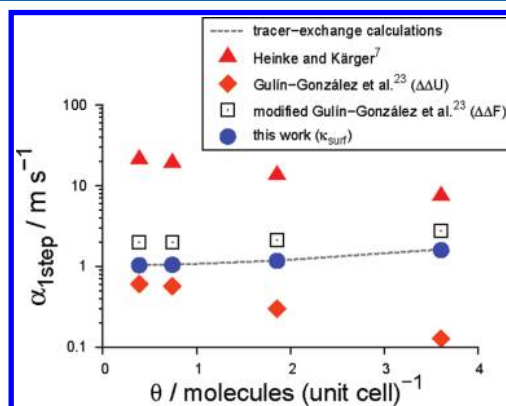 tracer−exchange calculations
Heinke and Kärger⁷
Gulín-González et al.²³ (ΔΔU)
modified Gulín-González et al.²³ (ΔΔF)
this work (κsurf)
100
10
1
0.1
α1step / m s⁻¹
0 1 2 3 4
θ / molecules (unit cell)⁻¹